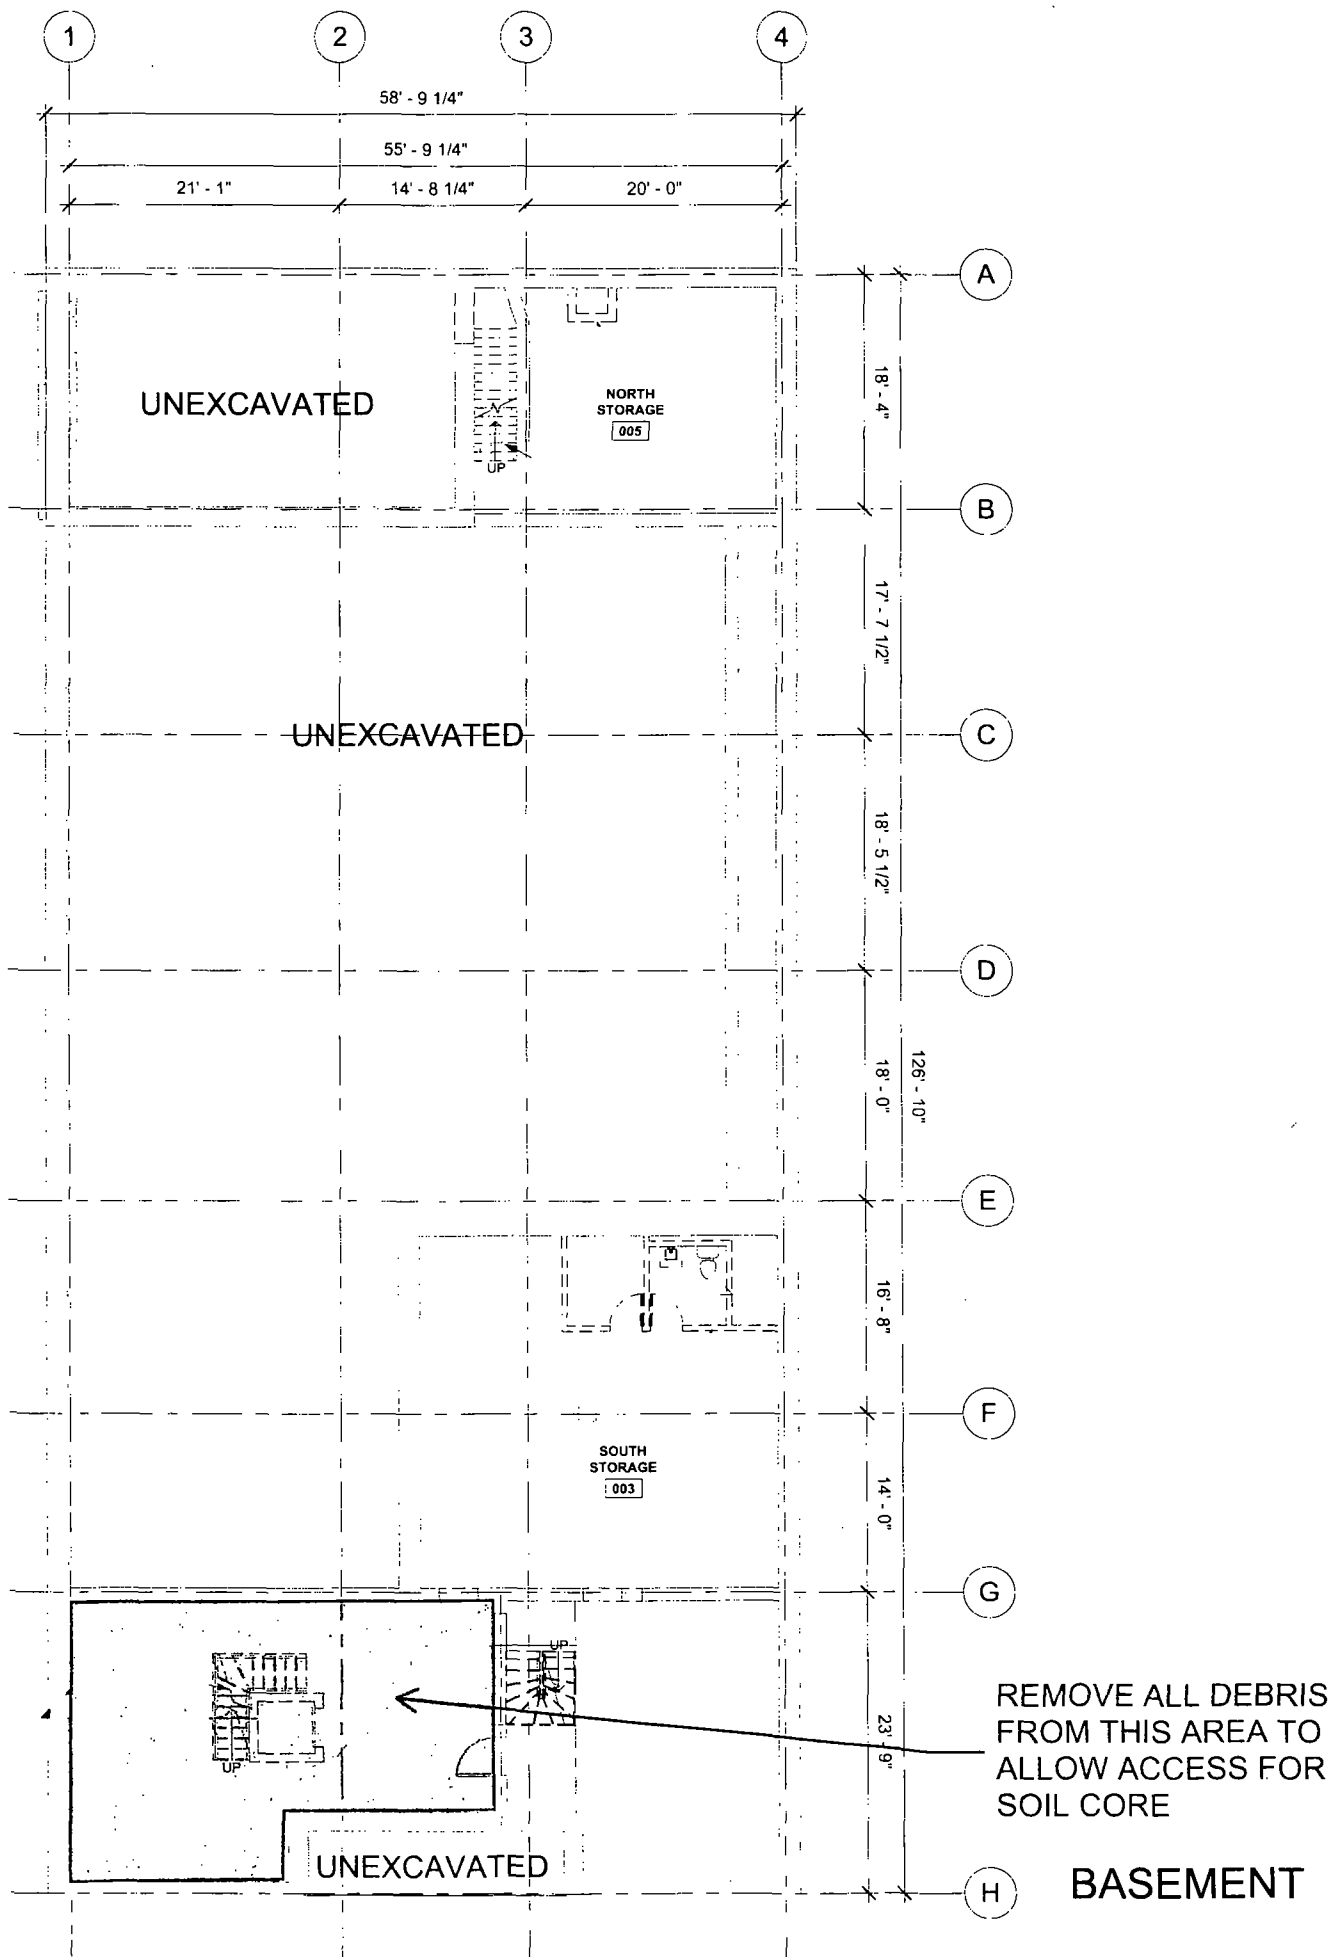 1 2 3 4
58' - 9 1/4"
55' - 9 1/4"
21' - 1" 14' - 8 1/4" 20' - 0"
A
18' - 4"
UNEXCAVATED
NORTH
STORAGE
005
UP
B
17' - 7 1/2"
UNEXCAVATED
C
18' - 5 1/2"
D
18' - 0"
126' - 10"
E
16' - 8"
F
SOUTH
STORAGE
003
14' - 0"
G
UP
UP
23' - 9"
REMOVE ALL DEBRIS
FROM THIS AREA TO
ALLOW ACCESS FOR
SOIL CORE
UNEXCAVATED
H
BASEMENT